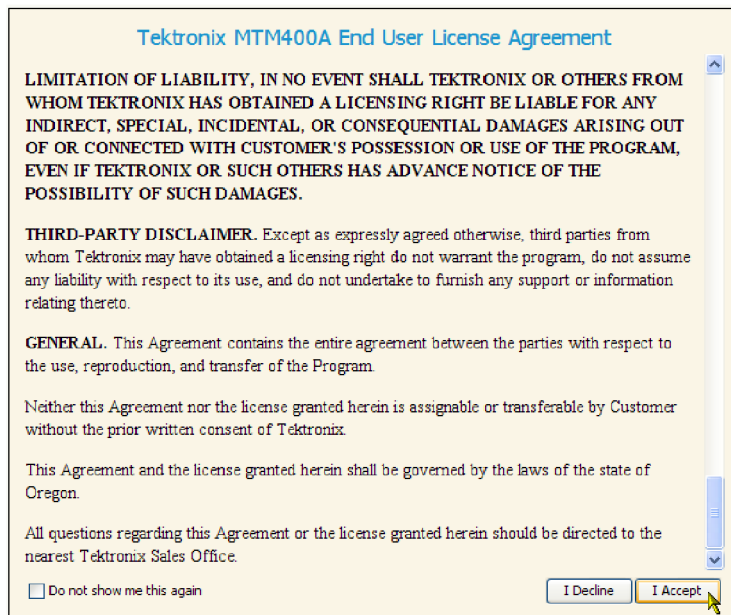 Tektronix MTM400A End User License Agreement
LIMITATION OF LIABILITY, IN NO EVENT SHALL TEKTRONIX OR OTHERS FROM
WHOM TEKTRONIX HAS OBTAINED A LICENSING RIGHT BE LIABLE FOR ANY
INDIRECT, SPECIAL, INCIDENTAL, OR CONSEQUENTIAL DAMAGES ARISING OUT
OF OR CONNECTED WITH CUSTOMER'S POSSESSION OR USE OF THE PROGRAM,
EVEN IF TEKTRONIX OR SUCH OTHERS HAS ADVANCE NOTICE OF THE
POSSIBILITY OF SUCH DAMAGES.
THIRD-PARTY DISCLAIMER. Except as expressly agreed otherwise, third parties from
whom Tektronix may have obtained a licensing right do not warrant the program, do not assume
any liability with respect to its use, and do not undertake to furnish any support or information
relating thereto.
GENERAL. This Agreement contains the entire agreement between the parties with respect to
the use, reproduction, and transfer of the Program.
Neither this Agreement nor the license granted herein is assignable or transferable by Customer
without the prior written consent of Tektronix.
This Agreement and the license granted herein shall be governed by the laws of the state of
Oregon.
All questions regarding this Agreement or the license granted herein should be directed to the
nearest Tektronix Sales Office.
Do not show me this again
I Decline
I Accept